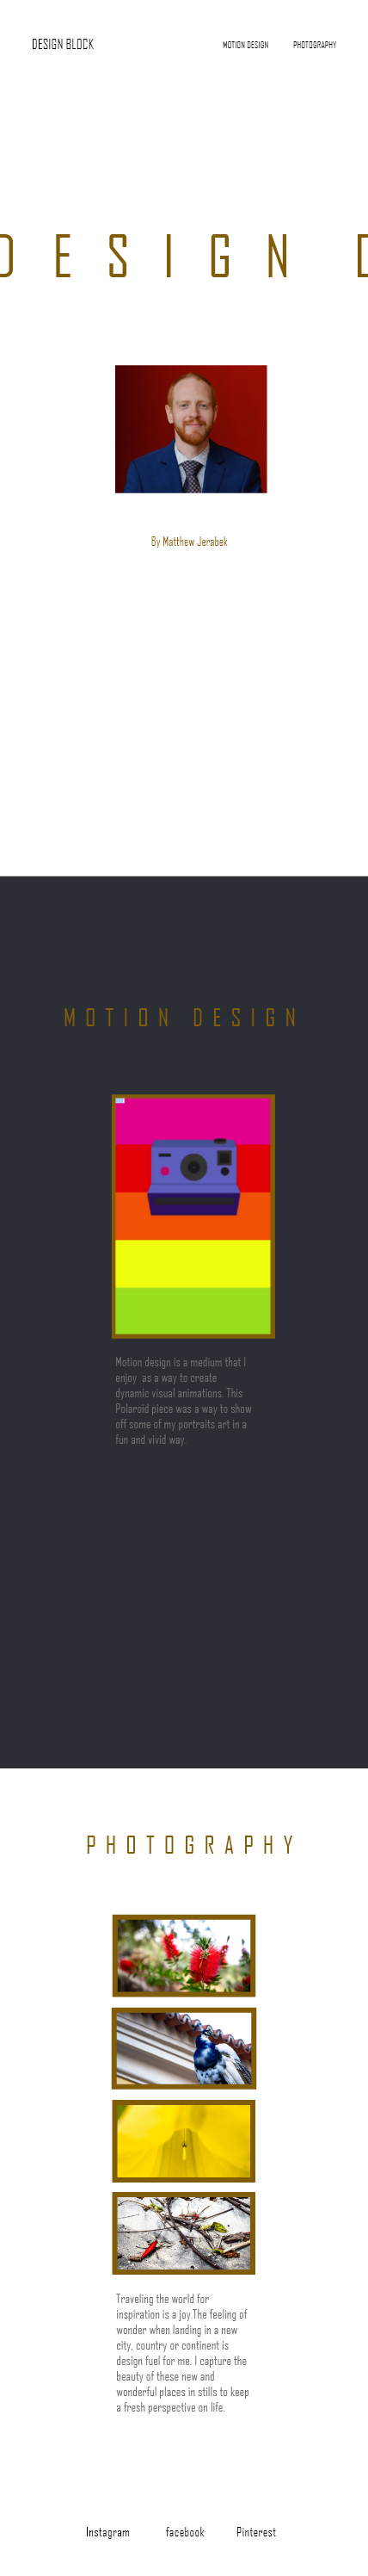 DESIGN BLOCK MOTION DESIGN PHOTOGRAPHY
D E S I G N D
By Matthew Jerabek
MOTION DESIGN
Motion design is a medium that I
enjoy as a way to create
dynamic visual animations. This
Polaroid piece was a way to show
off some of my portraits art in a
fun and vivid way.
PHOTOGRAPHY
Traveling the world for
inspiration is a joy.The feeling of
wonder when landing in a new
city, country or continent is
design fuel for me. I capture the
beauty of these new and
wonderful places in stills to keep
a fresh perspective on life.
Instagram facebook Pinterest